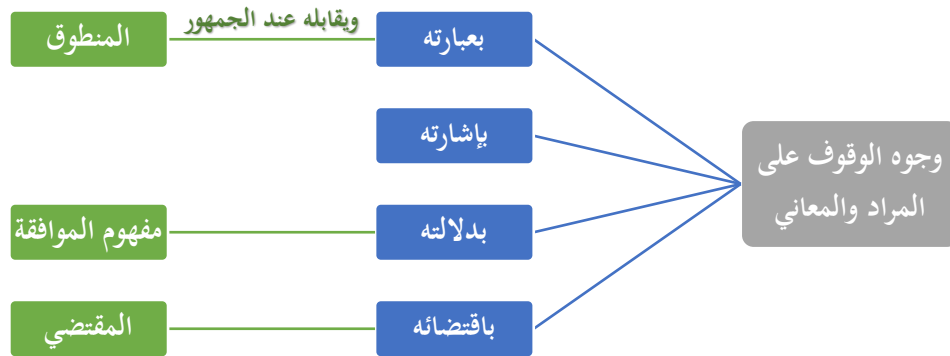 وجوه الوقوف على
المراد والمعاني
بعبارته
ويقابله عند الجمهور
المنطوق
بإشارته
بدلالته
مفهوم الموافقة
باقتضائه
المقتضي